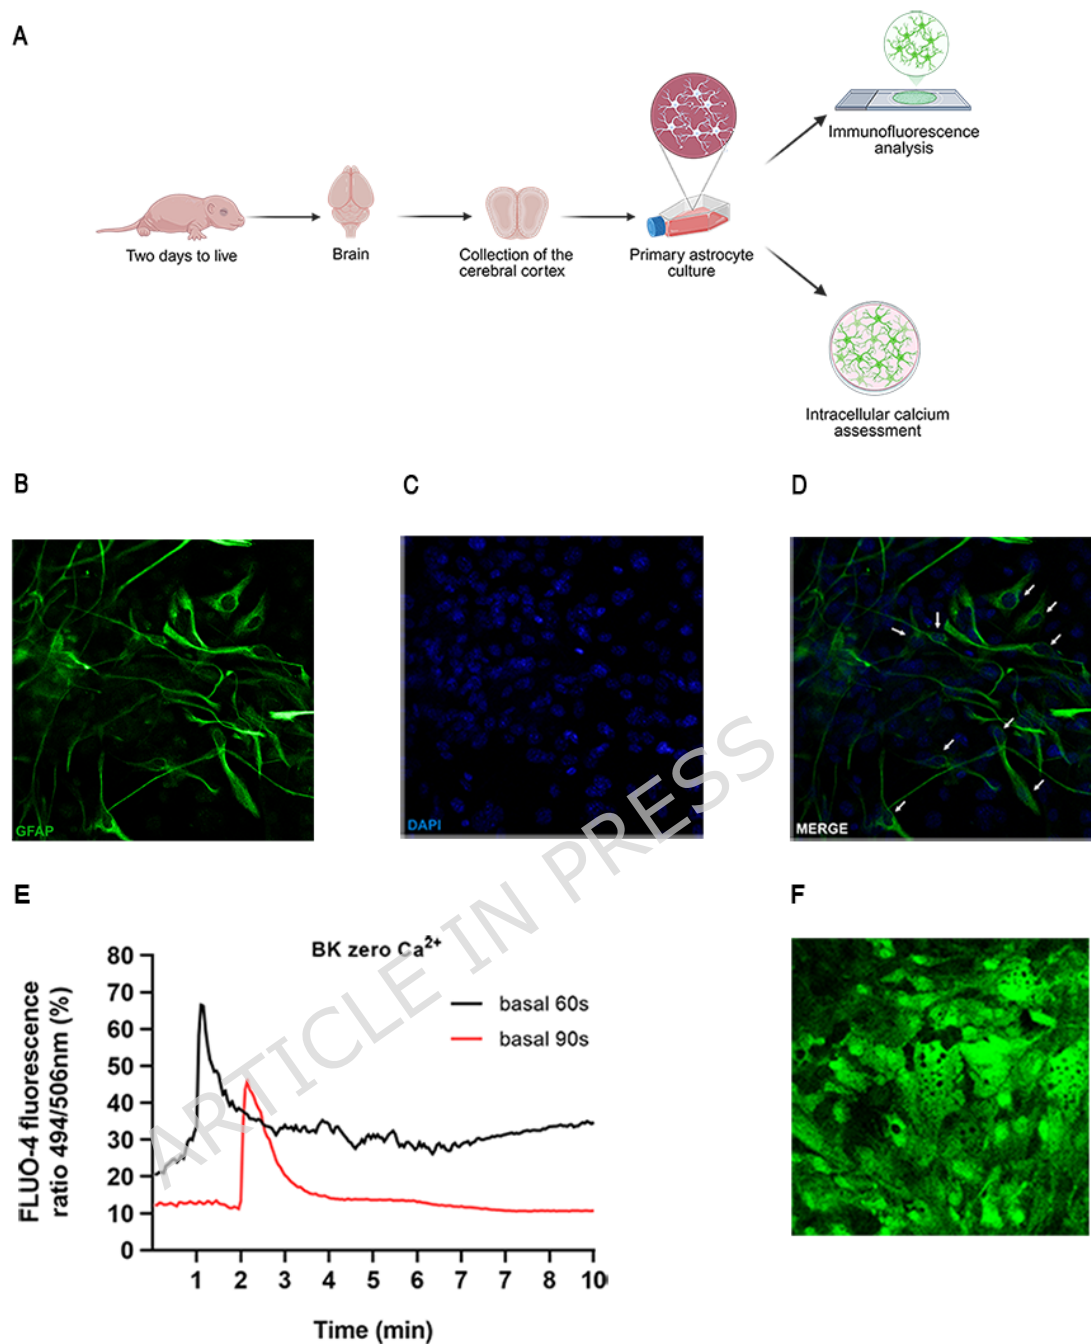 A
Immunofluorescence
analysis
Two days to live
Brain
Collection of the
cerebral cortex
Primary astrocyte
culture
Intracellular calcium
assessment
B
C
D
GFAP
DAPI
MERGE
ARTICLE IN PRESS
E
F
BK zero Ca²⁺
basal 60s
basal 90s
FLUO-4 fluorescence
ratio 494/506nm (%)
80
70
60
50
40
30
20
10
0
1 2 3 4 5 6 7 7 8 10
Time (min)